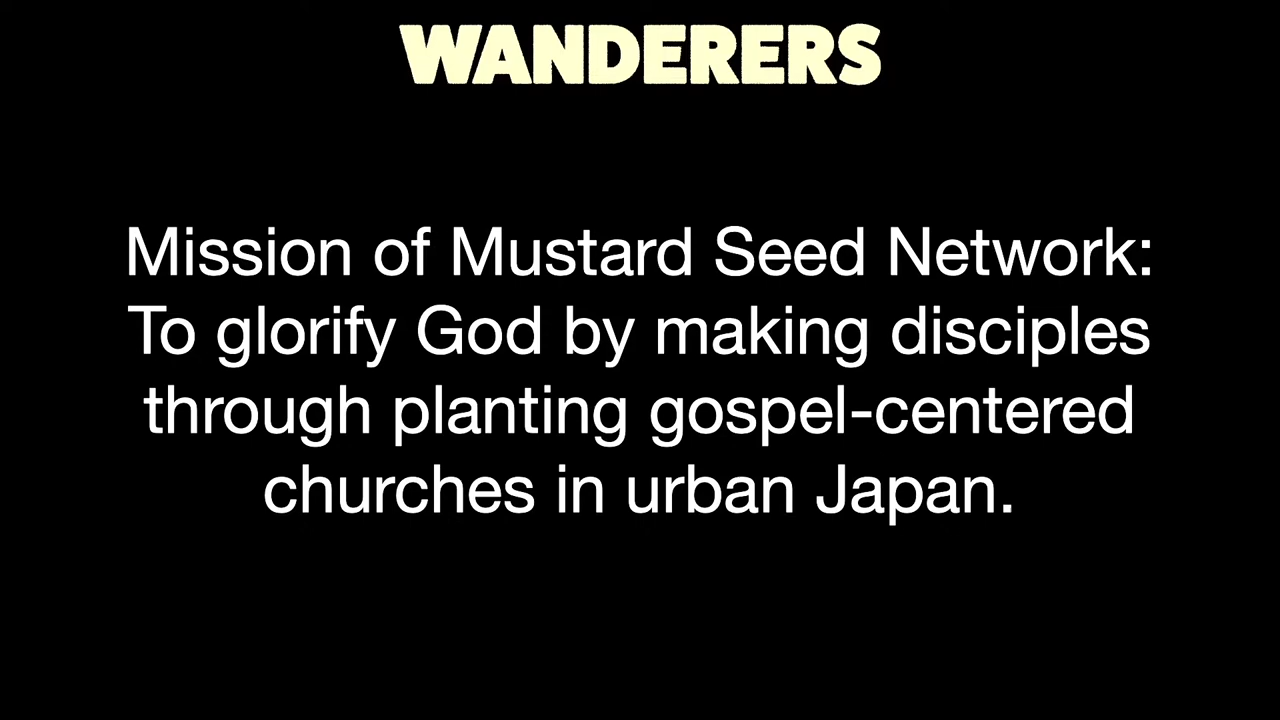 WANDERERS
Mission of Mustard Seed Network:
To glorify God by making disciples
through planting gospel-centered
churches in urban Japan.